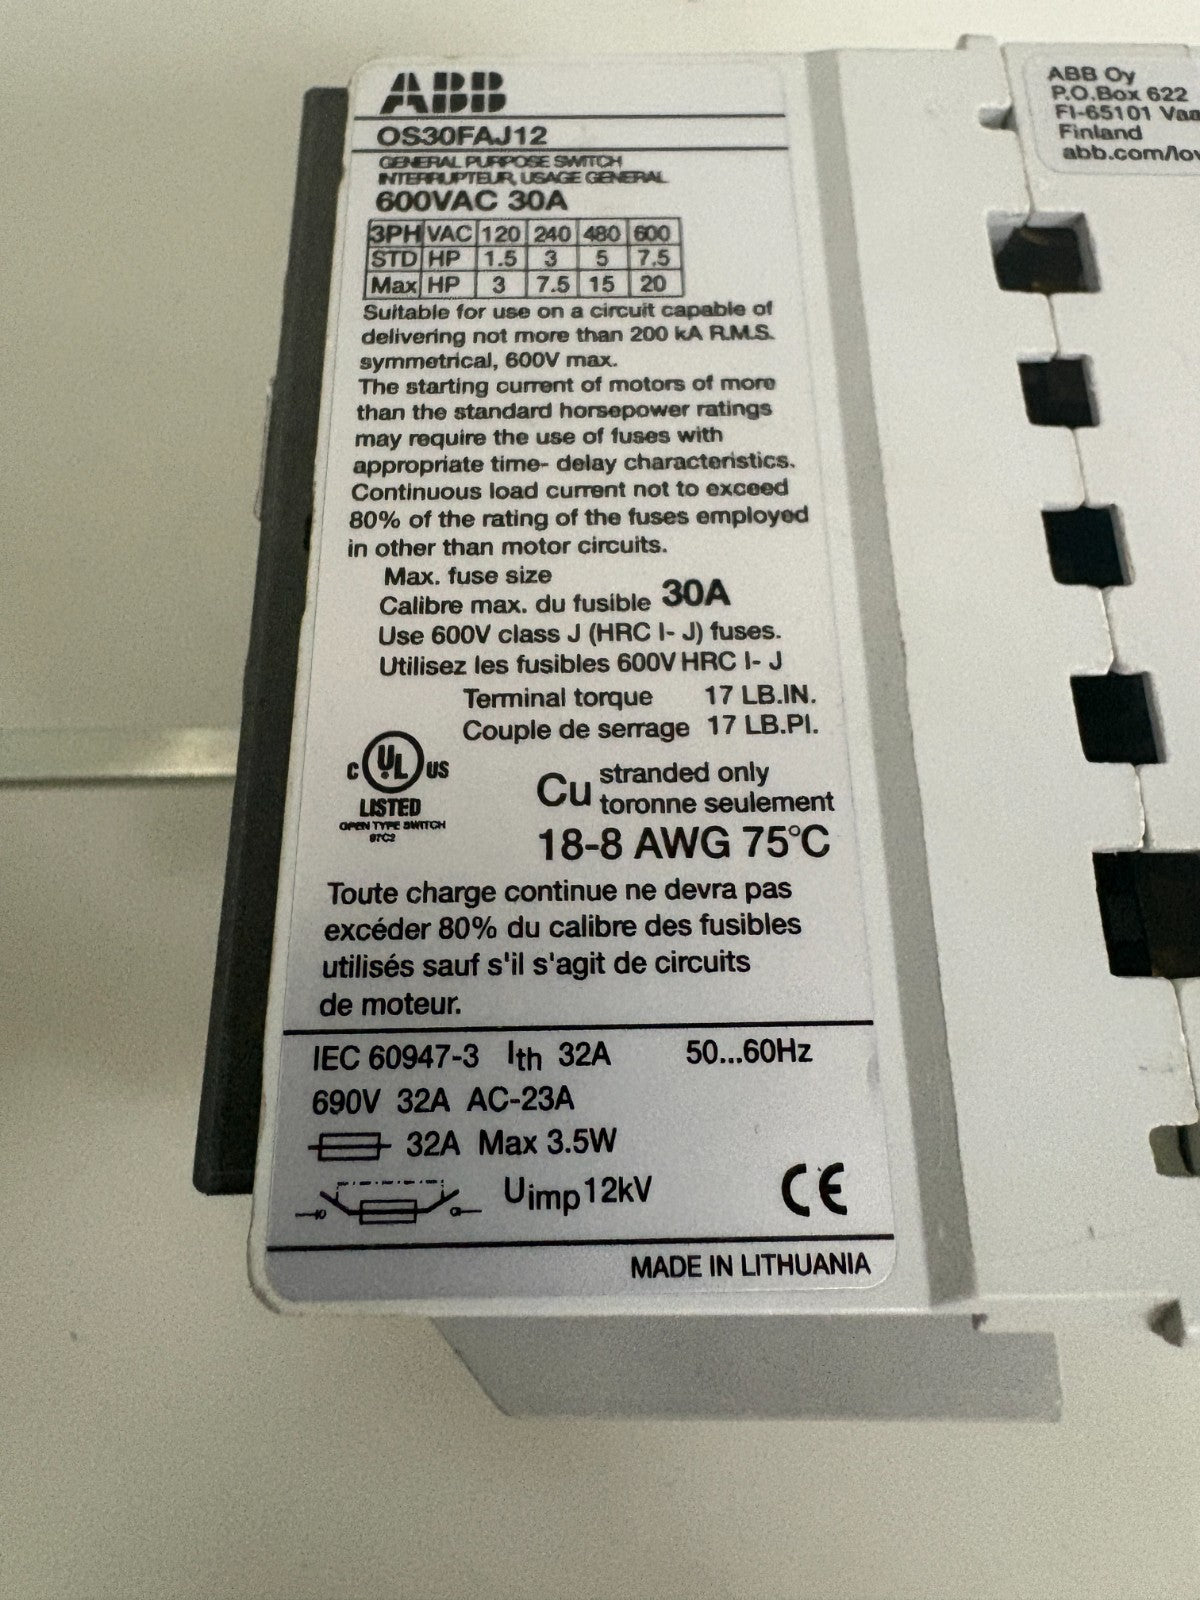 ABB
OS30FAJ12
GENERAL PURPOSE SWITCH
INTERRUPTEUR, USAGE GENERAL
600VAC 30A
3PH VAC 120 240 480 600
STD HP 1.5 3 5 7.5
Max HP 3 7.5 15 20
Suitable for use on a circuit capable of
delivering not more than 200 kA R.M.S.
symmetrical, 600V max.
The starting current of motors of more
than the standard horsepower ratings
may require the use of fuses with
appropriate time- delay characteristics.
Continuous load current not to exceed
80% of the rating of the fuses employed
in other than motor circuits.
Max. fuse size
Calibre max. du fusible 30A
Use 600V class J (HRC I- J) fuses.
Utilisez les fusibles 600V HRC I- J
Terminal torque 17 LB.IN.
Couple de serrage 17 LB.PI.
C UL US
LISTED
OPEN TYPE SWITCH
97C2
Cu stranded only
toronne seulement
18-8 AWG 75°C
Toute charge continue ne devra pas
excéder 80% du calibre des fusibles
utilisés sauf s'il s'agit de circuits
de moteur.
IEC 60947-3 Ith 32A 50...60Hz
690V 32A AC-23A
32A Max 3.5W
Uimp 12kV CE
MADE IN LITHUANIA
ABB Oy
P.O.Box 622
FI-65101
Finland